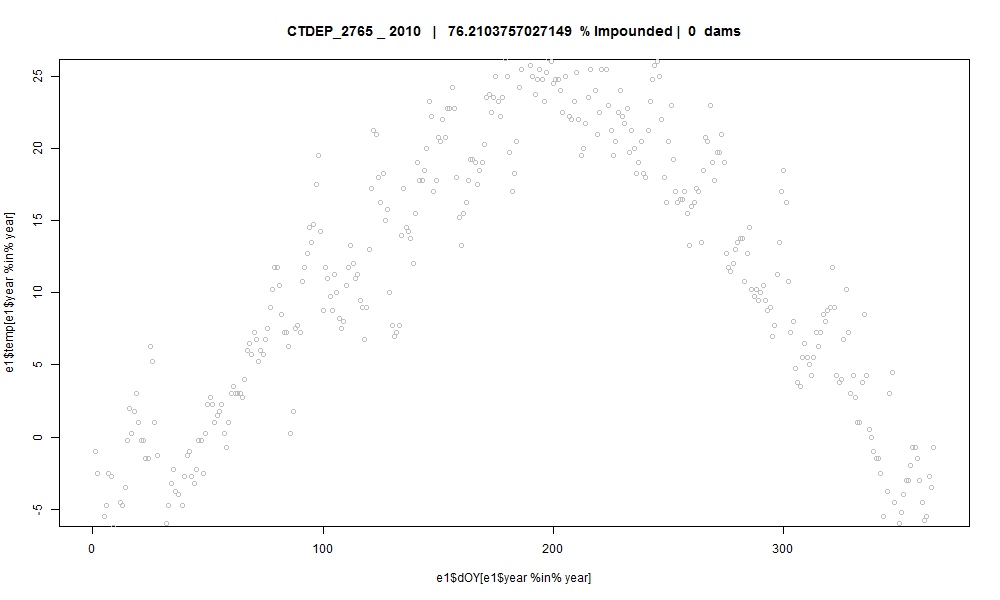 CTDEP_2765 _ 2010 | 76.2103757027149 % Impounded | 0 dams
e1$temp[e1$year %in% year]
25
20
15
10
5
0
-5
0 100 200 300
e1$dOY[e1$year %in% year]